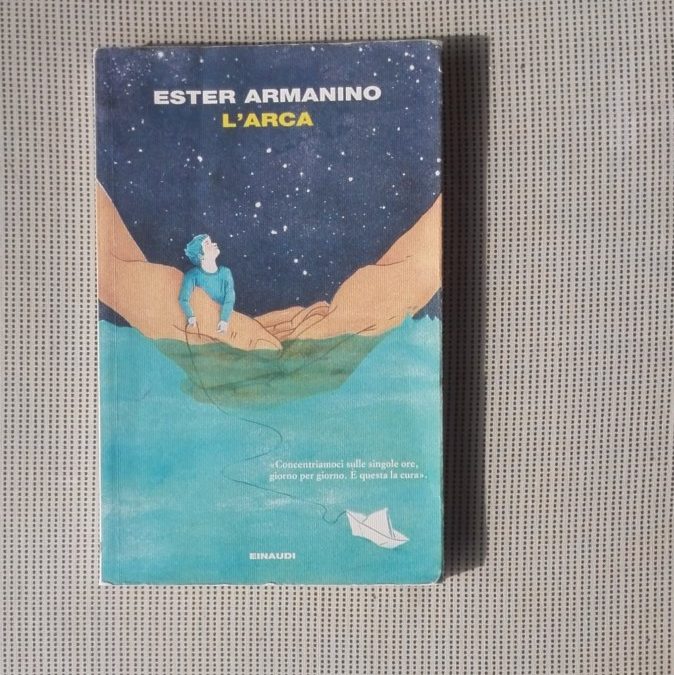 ESTER ARMANINO
L'ARCA
«Concentriamoci sulle singole ore,
giorno per giorno. È questa la cura».
EINAUDI